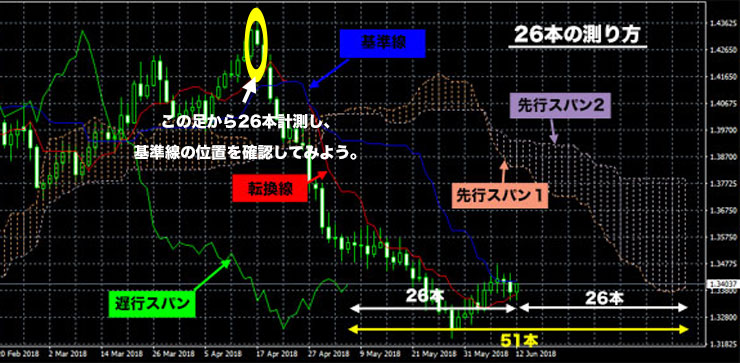 26本の測り方
基準線
この足から26本計測し、
基準線の位置を確認してみよう。
先行スパン2
先行スパン1
転換線
遅行スパン
26本
26本
51本
1.43625
1.42650
1.41650
1.40675
1.39700
1.38700
1.37725
1.36750
1.35750
1.34775
1.34037
1.33800
1.32800
1.31825
20 Feb 2018
2 Mar 2018
14 Mar 2018
26 Mar 2018
5 Apr 2018
17 Apr 2018
27 Apr 2018
9 May 2018
21 May 2018
31 May 2018
12 Jun 2018